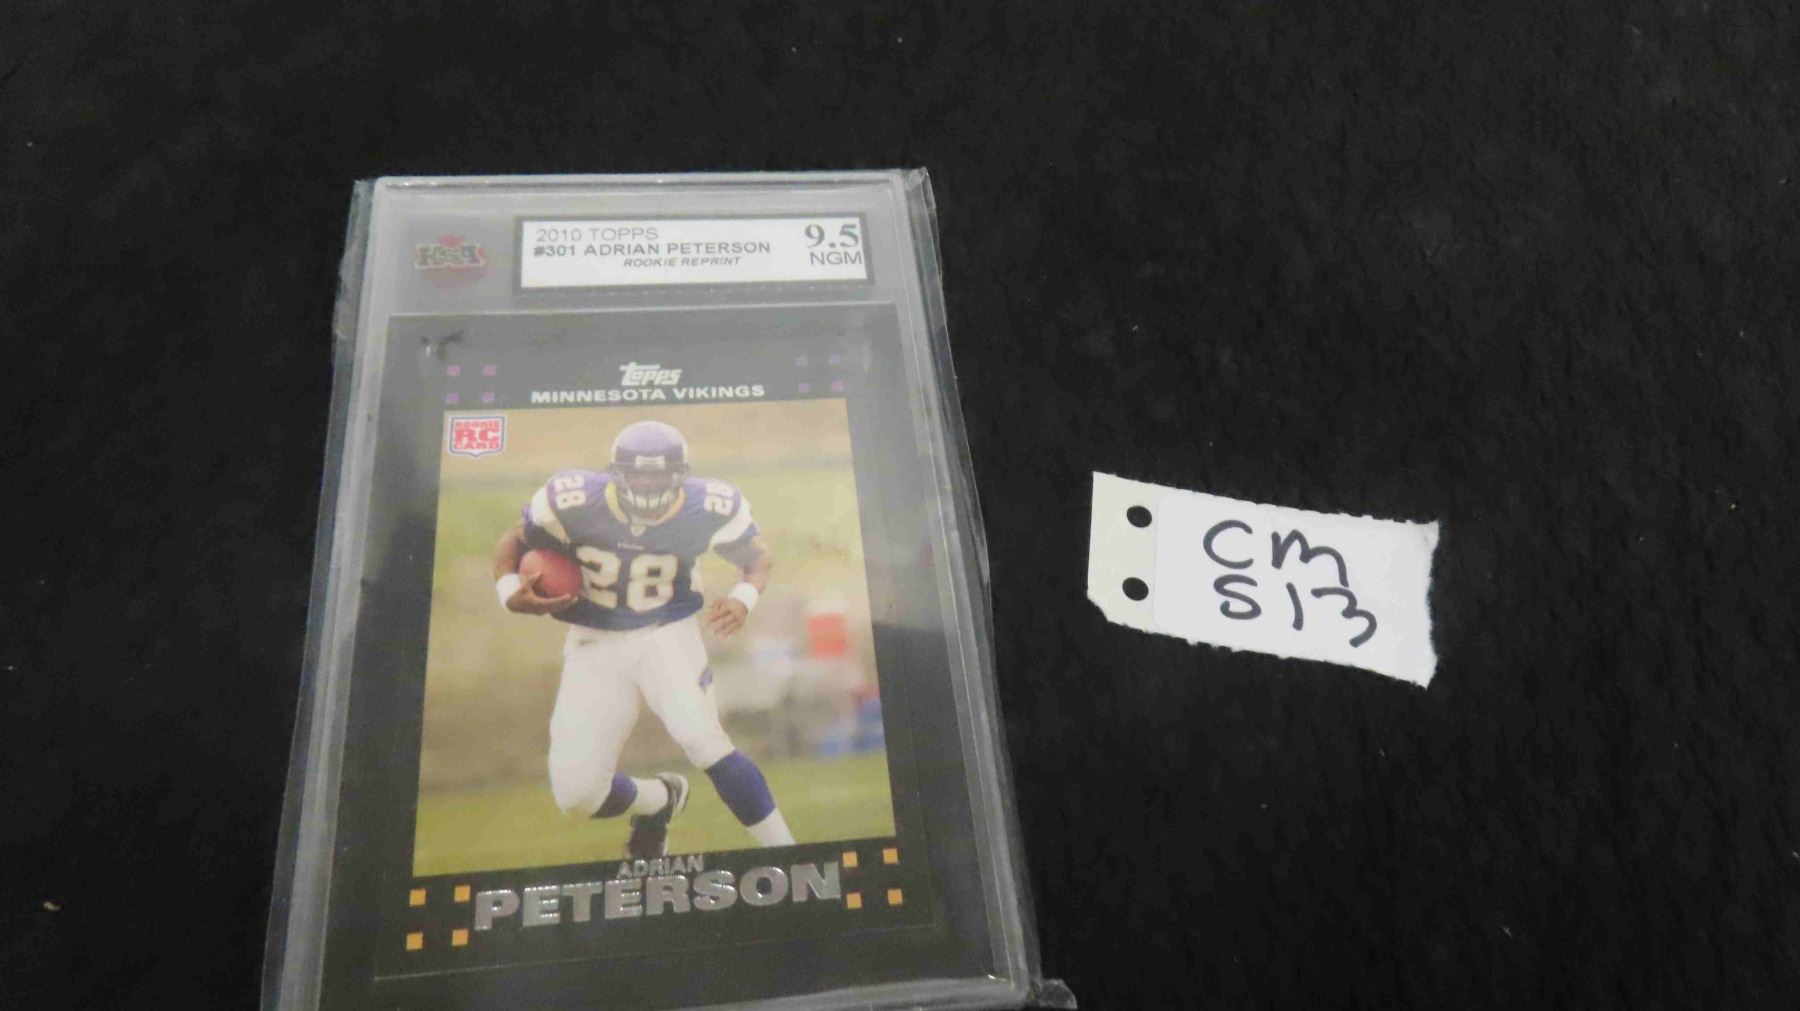 KSA
2010 TOPPS
#301 ADRIAN PETERSON
ROOKIE REPRINT
9.5
NGM
topps
MINNESOTA VIKINGS
ROOKIE
RC
CARD
28
28
28
ADRIAN
PETERSON
CM
S13